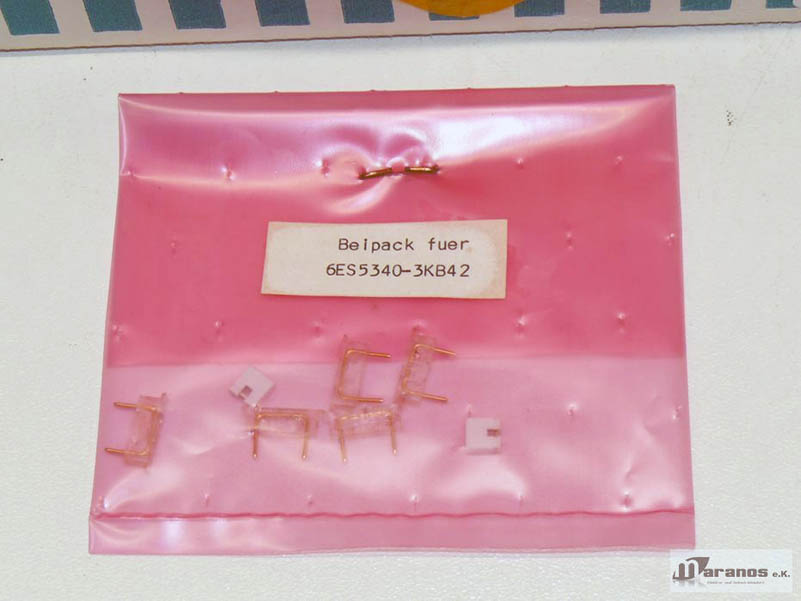 Beipack fuer
6ES5340-3KB42
Maranos e.K.